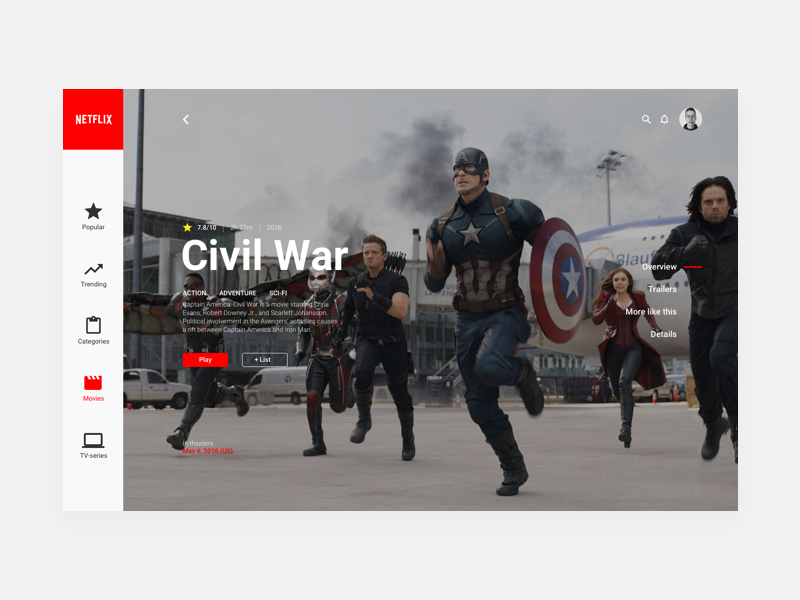 NETFLIX
Popular
Trending
Categories
Movies
TV-series
7.8/10 | 2h 27m | 2016
Civil War
ACTION ADVENTURE SCI-FI
Captain America: Civil War is a movie starring Chris
Evans, Robert Downey Jr., and Scarlett Johansson.
Political involvement in the Avengers' activities causes
a rift between Captain America and Iron Man.
Play
+ List
In theaters
May 6, 2016 (US)
Blauf
Overview
Trailers
More like this
Details